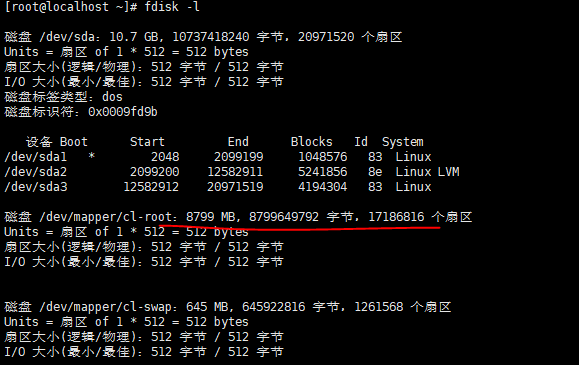 [root@localhost ~]# fdisk -l
磁盘 /dev/sda：10.7 GB, 10737418240 字节，20971520 个扇区
Units = 扇区 of 1 * 512 = 512 bytes
扇区大小(逻辑/物理)：512 字节 / 512 字节
I/O 大小(最小/最佳)：512 字节 / 512 字节
磁盘标签类型：dos
磁盘标识符：0x0009fd9b
设备 Boot      Start         End      Blocks   Id  System
/dev/sda1   *        2048     2099199     1048576   83  Linux
/dev/sda2         2099200    12582911     5241856   8e  Linux LVM
/dev/sda3        12582912    20971519     4194304   83  Linux
磁盘 /dev/mapper/cl-root：8799 MB, 8799649792 字节，17186816 个扇区
Units = 扇区 of 1 * 512 = 512 bytes
扇区大小(逻辑/物理)：512 字节 / 512 字节
I/O 大小(最小/最佳)：512 字节 / 512 字节
磁盘 /dev/mapper/cl-swap：645 MB, 645922816 字节，1261568 个扇区
Units = 扇区 of 1 * 512 = 512 bytes
扇区大小(逻辑/物理)：512 字节 / 512 字节
I/O 大小(最小/最佳)：512 字节 / 512 字节